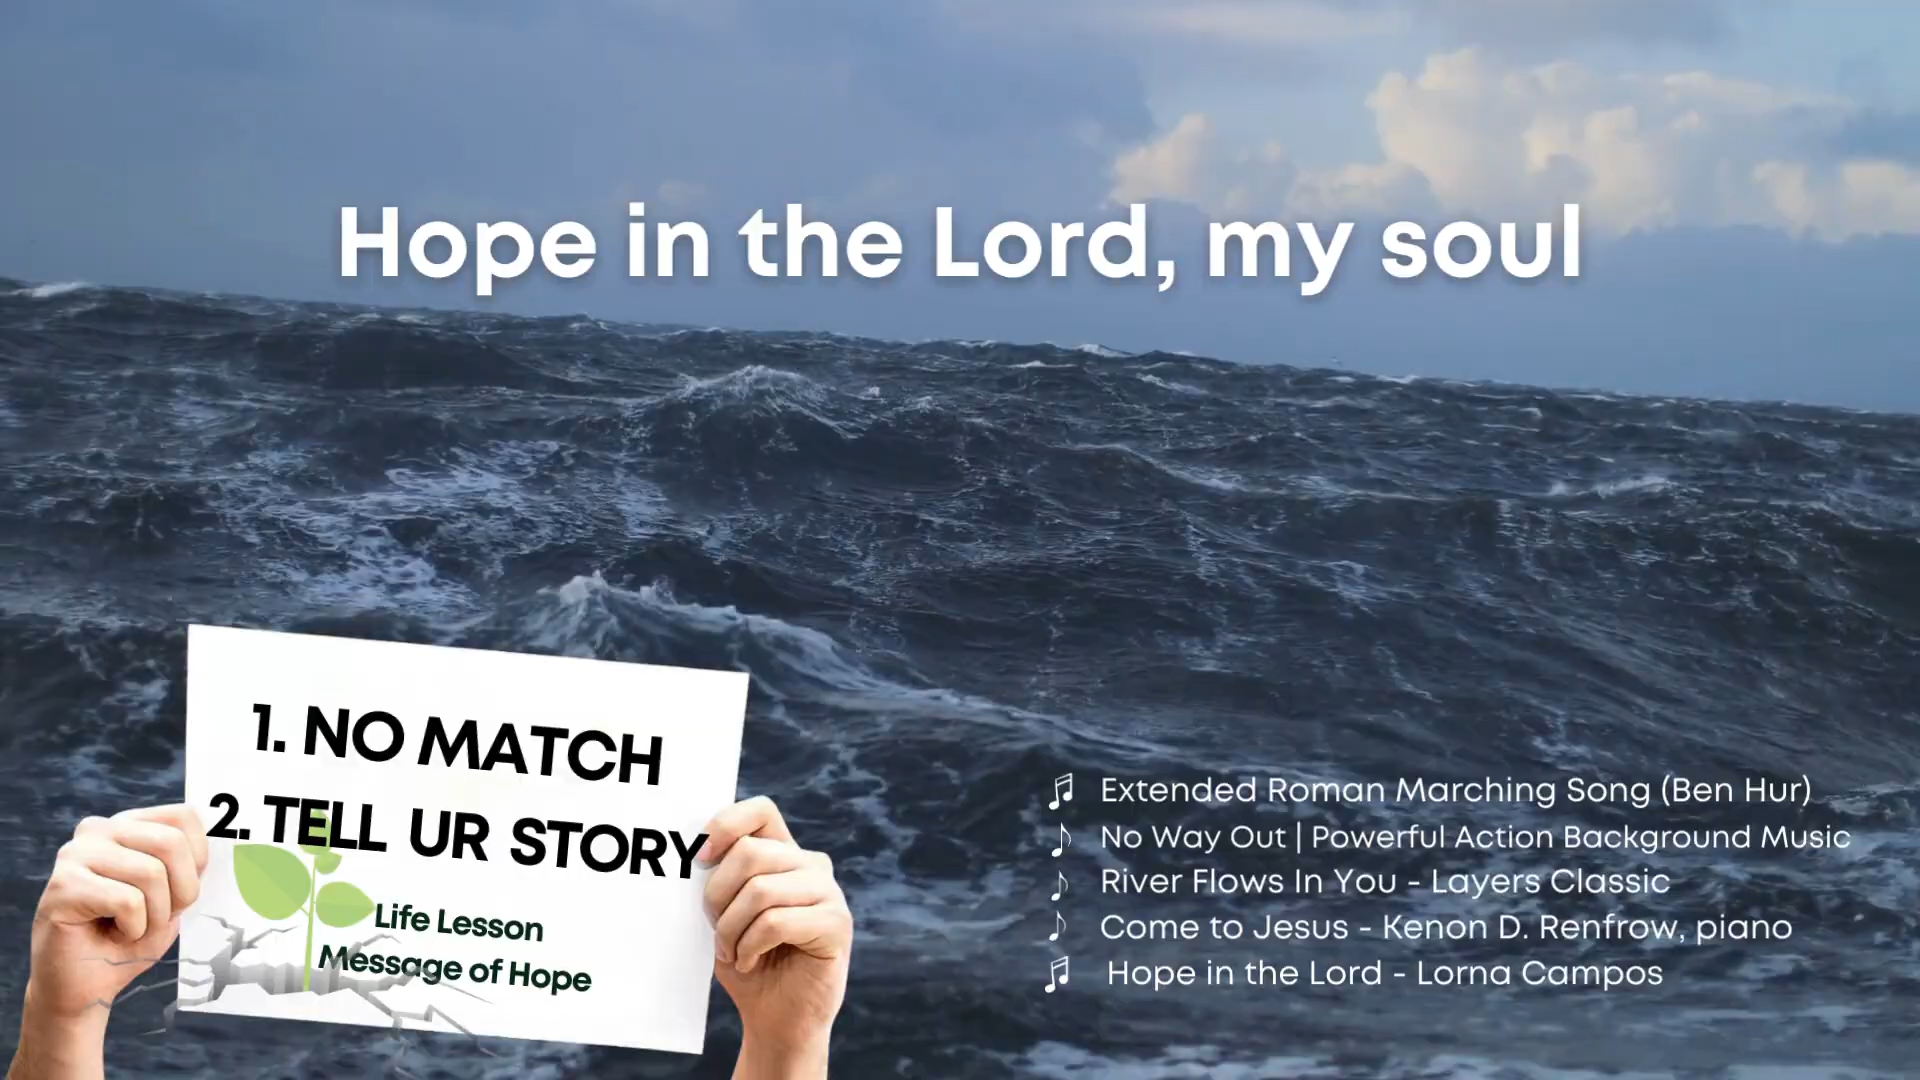 Hope in the Lord, my soul
1. NO MATCH
2. TELL UR STORY
Life Lesson
Message of Hope
Extended Roman Marching Song (Ben Hur)
No Way Out | Powerful Action Background Music
River Flows In You - Layers Classic
Come to Jesus - Kenon D. Renfrow, piano
Hope in the Lord - Lorna Campos